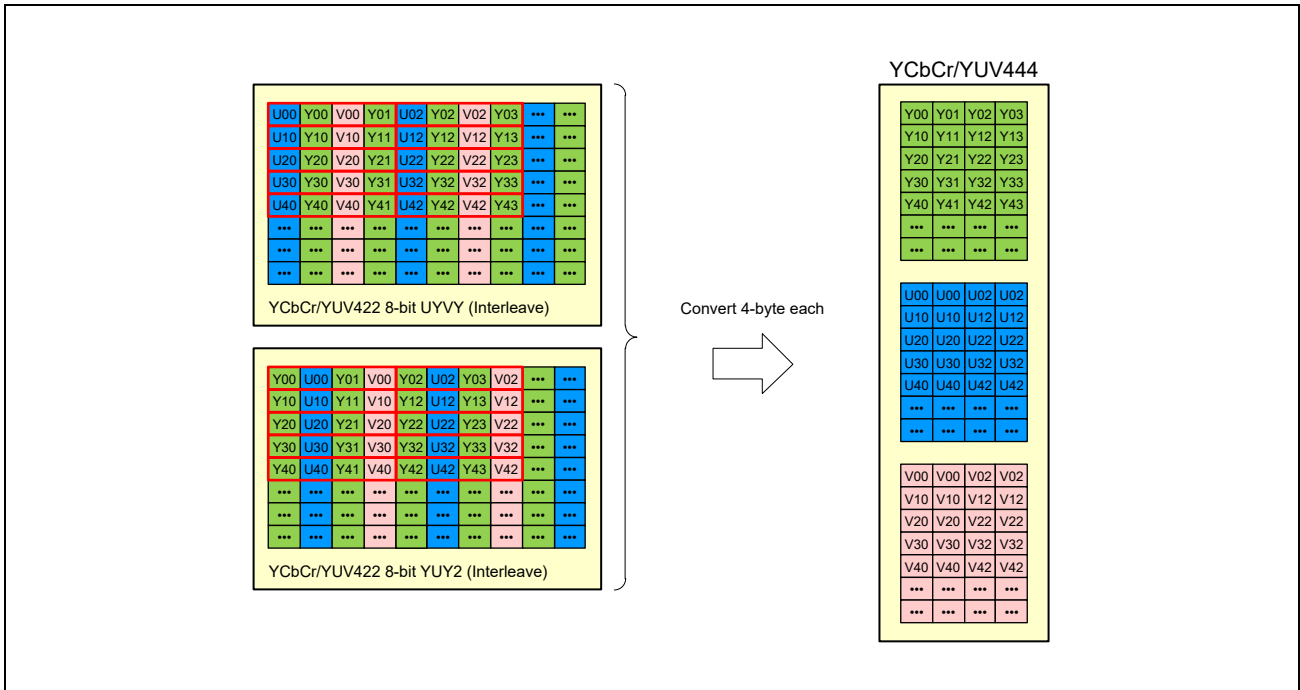 U00 Y00 V00 Y01 U02 Y02 V02 Y03 ••• •••
U10 Y10 V10 Y11 U12 Y12 V12 Y13 ••• •••
U20 Y20 V20 Y21 U22 Y22 V22 Y23 ••• •••
U30 Y30 V30 Y31 U32 Y32 V32 Y33 ••• •••
U40 Y40 V40 Y41 U42 Y42 V42 Y43 ••• •••
••• ••• ••• ••• ••• ••• ••• ••• ••• •••
••• ••• ••• ••• ••• ••• ••• ••• ••• •••
••• ••• ••• ••• ••• ••• ••• ••• ••• •••
YCbCr/YUV422 8-bit UYVY (Interleave)
Y00 U00 Y01 V00 Y02 U02 Y03 V02 ••• •••
Y10 U10 Y11 V10 Y12 U12 Y13 V12 •••
Y20 U20 Y21 V20 Y22 U22 Y23 V22 •••
Y30 U30 Y31 V30 Y32 U32 Y33 V32 •••
Y40 U40 Y41 V40 Y42 U42 Y43 V42 •••
••• ••• ••• ••• ••• ••• ••• ••• •••
••• ••• ••• ••• ••• ••• ••• ••• •••
••• ••• ••• ••• ••• ••• ••• ••• •••
YCbCr/YUV422 8-bit YUY2 (Interleave)
Convert 4-byte each
YCbCr/YUV444
Y00 Y01 Y02 Y03
Y10 Y11 Y12 Y13
Y20 Y21 Y22 Y23
Y30 Y31 Y32 Y33
Y40 Y41 Y42 Y43
••• ••• ••• •••
••• ••• ••• •••
U00 U00 U02 U02
U10 U10 U12 U12
U20 U20 U22 U22
U30 U30 U32 U32
U40 U40 U42 U42
••• ••• ••• •••
••• ••• ••• •••
V00 V00 V02 V02
V10 V10 V12 V12
V20 V20 V22 V22
V30 V30 V32 V32
V40 V40 V42 V42
••• ••• ••• •••
••• ••• ••• •••